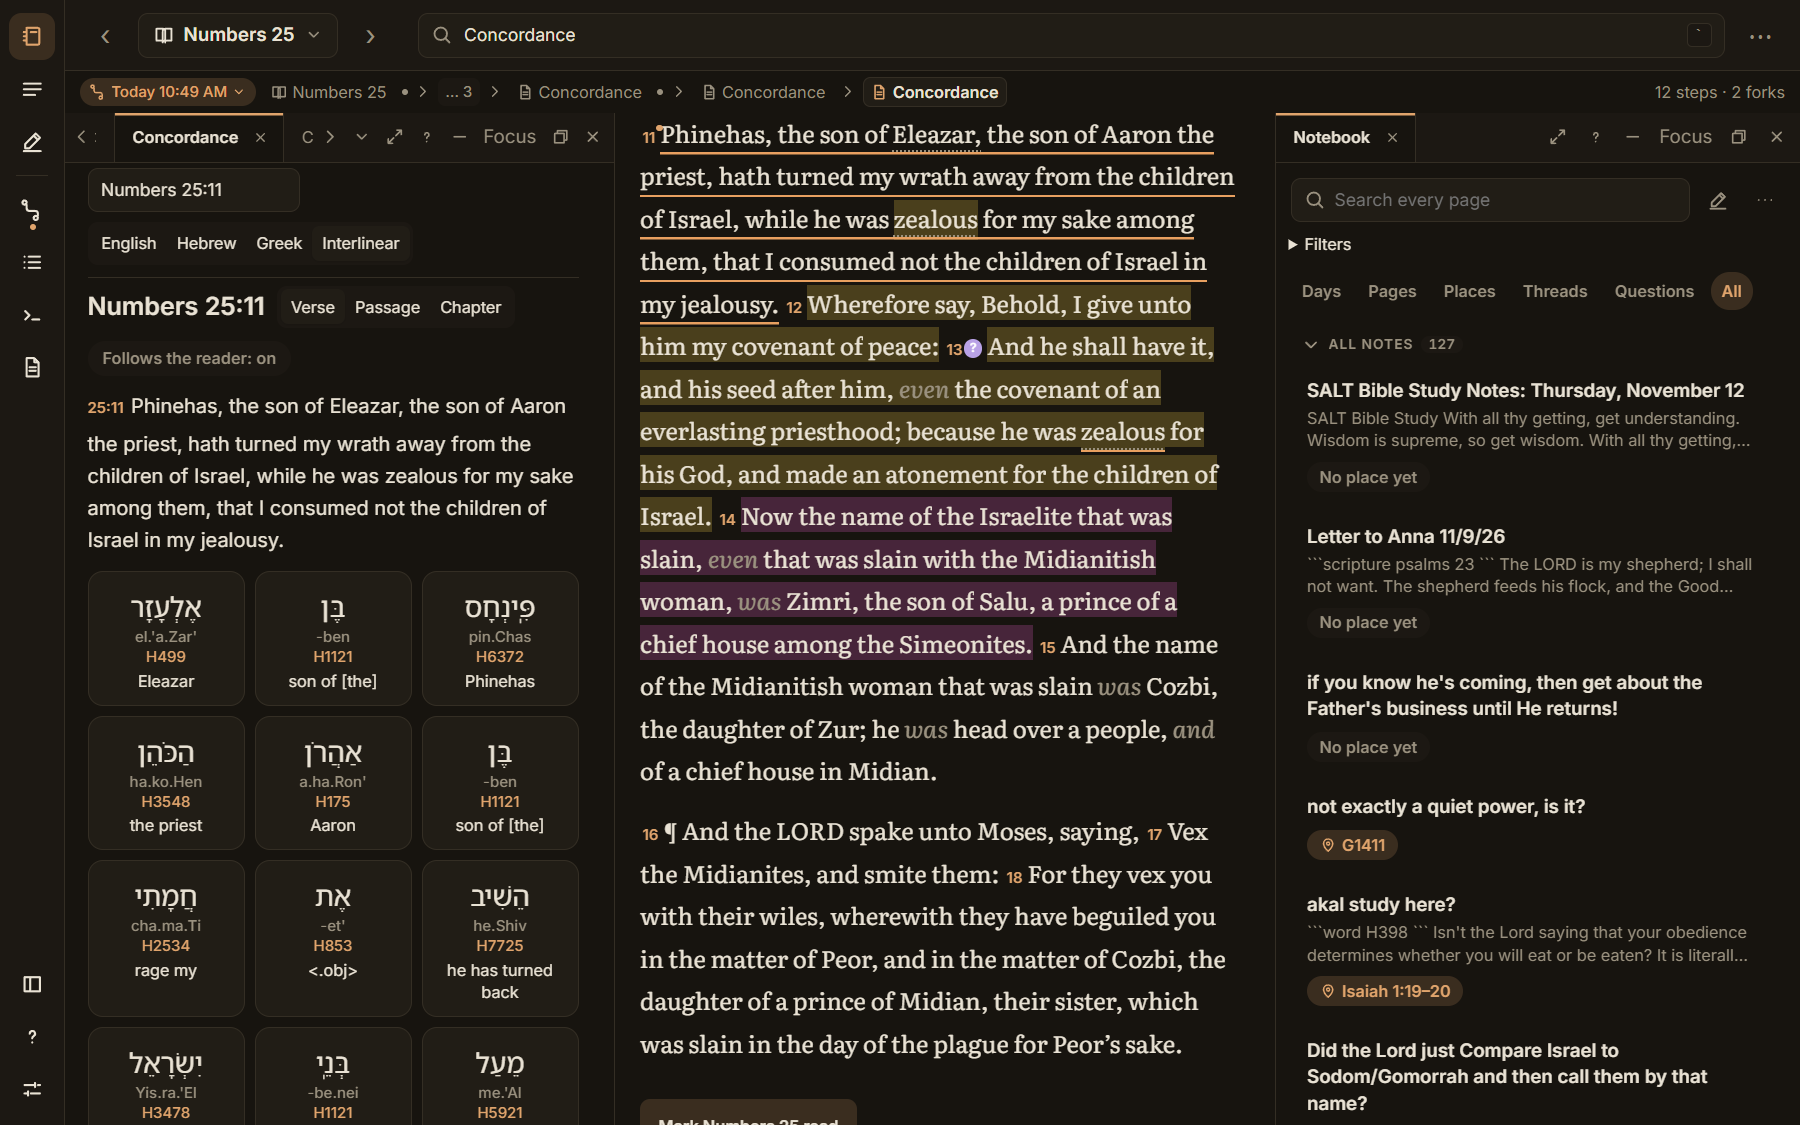 Numbers 25
Concordance
`
Today 10:49 AM
Numbers 25
... 3
Concordance
Concordance
Concordance
12 steps · 2 forks
Concordance
C
?
Focus
Numbers 25:11
English Hebrew Greek Interlinear
Numbers 25:11 Verse Passage Chapter
Follows the reader: on
25:11 Phinehas, the son of Eleazar, the son of Aaron
the priest, hath turned my wrath away from the
children of Israel, while he was zealous for my sake
among them, that I consumed not the children of
Israel in my jealousy.
פִּֽינְחָס
pin.Chas
H6372
Phinehas
בֶּן
-ben
H1121
son of [the]
אֶלְעָזָר
el.'a.Zar'
H499
Eleazar
בֶּן
-ben
H1121
son of [the]
אַהֲרֹן
a.ha.Ron'
H175
Aaron
הַכֹּהֵן
ha.ko.Hen
H3548
the priest
הֵשִׁיב
he.Shiv
H7725
he has turned
back
אֶת
-et'
H853
<.obj>
חֲמָתִי
cha.ma.Ti
H2534
rage my
מֵעַל
me.'Al
H5921
בְּנֵֽי
-be.nei
H1121
יִשְׂרָאֵל
Yis.ra.'El
H3478
11 Phinehas, the son of Eleazar, the son of Aaron the
priest, hath turned my wrath away from the children
of Israel, while he was zealous for my sake among
them, that I consumed not the children of Israel in
my jealousy. 12 Wherefore say, Behold, I give unto
him my covenant of peace: 13 ? And he shall have it,
and his seed after him, even the covenant of an
everlasting priesthood; because he was zealous for
his God, and made an atonement for the children of
Israel. 14 Now the name of the Israelite that was
slain, even that was slain with the Midianitish
woman, was Zimri, the son of Salu, a prince of a
chief house among the Simeonites. 15 And the name
of the Midianitish woman that was slain was Cozbi,
the daughter of Zur; he was head over a people, and
of a chief house in Midian.
16 ¶ And the LORD spake unto Moses, saying, 17 Vex
the Midianites, and smite them: 18 For they vex you
with their wiles, wherewith they have beguiled you
in the matter of Peor, and in the matter of Cozbi, the
daughter of a prince of Midian, their sister, which
was slain in the day of the plague for Peor’s sake.
Mark Numbers 25 read
Notebook
?
Focus
Search every page
Filters
Days Pages Places Threads Questions All
ALL NOTES 127
SALT Bible Study Notes: Thursday, November 12
SALT Bible Study With all thy getting, get understanding.
Wisdom is supreme, so get wisdom. With all thy getting,...
No place yet
Letter to Anna 11/9/26
```scripture psalms 23 ``` The LORD is my shepherd; I shall
not want. The shepherd feeds his flock, and the Good...
No place yet
if you know he's coming, then get about the
Father's business until He returns!
No place yet
not exactly a quiet power, is it?
G1411
akal study here?
```word H398 ``` Isn't the Lord saying that your obedience
determines whether you will eat or be eaten? It is literall...
Isaiah 1:19–20
Did the Lord just Compare Israel to
Sodom/Gomorrah and then call them by that
name?
?